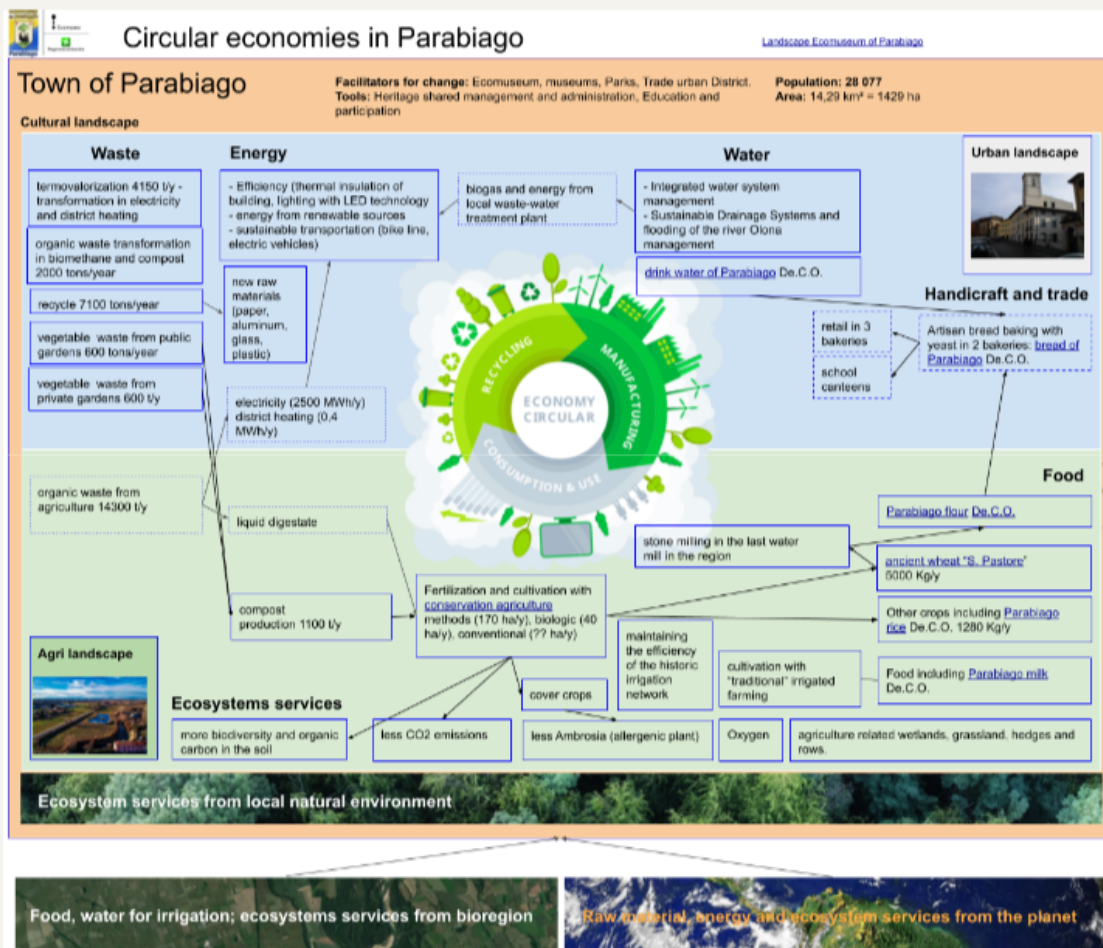 Circular economies in Parabiago
Landscape Ecomuseum of Parabiago
Town of Parabiago
Facilitators for change: Ecomuseum, museums, Parks, Trade urban District.
Tools: Heritage shared management and administration, Education and
participation
Population: 28 077
Area: 14,29 km² = 1429 ha
Cultural landscape
Waste
termovalorization 4150 t/y -
transformation in electricity
and district heating
organic waste transformation
in biomethane and compost
2000 tons/year
recycle 7100 tons/year
vegetable waste from public
gardens 600 tons/year
vegetable waste from
private gardens 600 t/y
Energy
- Efficiency (thermal insulation of
building, lighting with LED technology
- energy from renewable sources
- sustainable transportation (bike line,
electric vehicles)
new raw
materials
(paper,
aluminum,
glass,
plastic)
electricity (2500 MWh/y)
district heating (0,4
MWh/y)
biogas and energy from
local waste-water
treatment plant
Water
- Integrated water system
management
- Sustainable Drainage Systems and
flooding of the river Olona
management
drink water of Parabiago De.C.O.
Urban landscape
Handicraft and trade
retail in 3
bakeries
school
canteens
Artisan bread baking with
yeast in 2 bakeries: bread of
Parabiago De.C.O.
RECYCLING
MANUFACTURING
CONSUMPTION & USE
ECONOMY
CIRCULAR
organic waste from
agriculture 14300 t/y
liquid digestate
compost
production 1100 t/y
Fertilization and cultivation with
conservation agriculture
methods (170 ha/y), biologic (40
ha/y), conventional (?? ha/y)
Food
Parabiago flour De.C.O.
stone milling in the last water
mill in the region
ancient wheat "S. Pastore"
5000 Kg/y
Other crops including Parabiago
rice De.C.O. 1280 Kg/y
maintaining
the efficiency
of the historic
irrigation
network
cultivation with
"traditional" irrigated
farming
Food including Parabiago milk
De.C.O.
Agri landscape
Ecosystems services
cover crops
more biodiversity and organic
carbon in the soil
less CO2 emissions
less Ambrosia (allergenic plant)
Oxygen
agriculture related wetlands, grassland, hedges and
rows.
Ecosystem services from local natural environment
Food, water for irrigation; ecosystems services from bioregion
Raw material, energy and ecosystem services from the planet